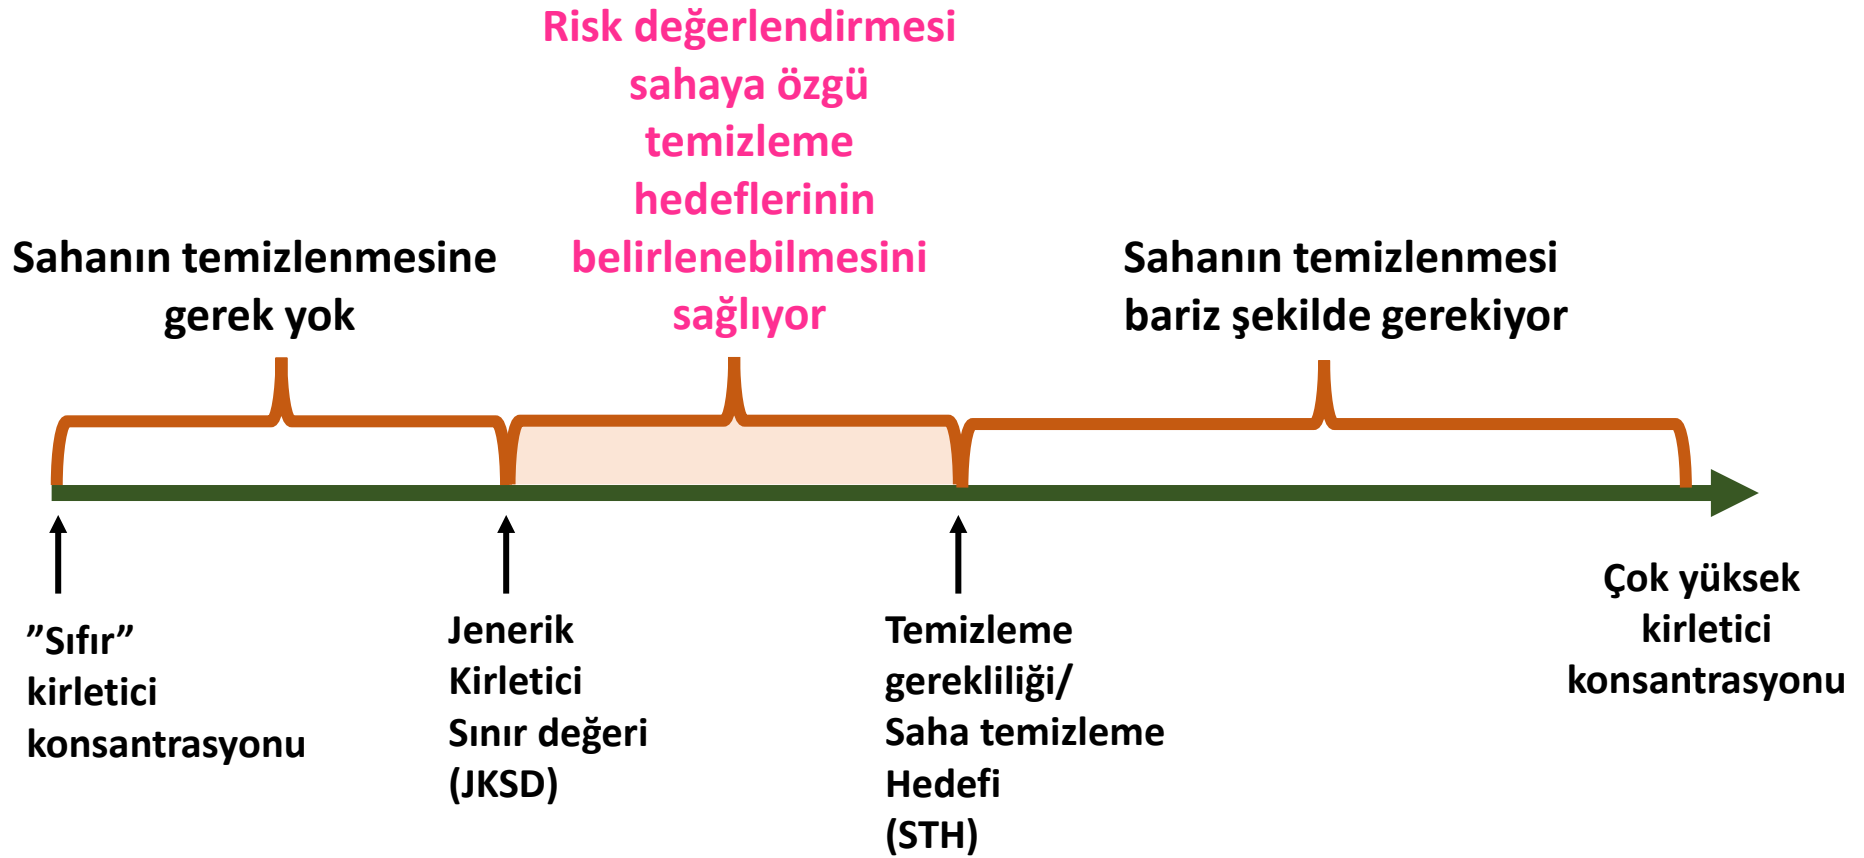 Risk değerlendirmesi
sahaya özgü
temizleme
hedeflerinin
belirlenebilmesini
sağlıyor
Sahanın temizlenmesine
gerek yok
Sahanın temizlenmesi
bariz şekilde gerekiyor
”Sıfır”
kirletici
konsantrasyonu
Jenerik
Kirletici
Sınır değeri
(JKSD)
Temizleme
gerekliliği/
Saha temizleme
Hedefi
(STH)
Çok yüksek
kirletici
konsantrasyonu